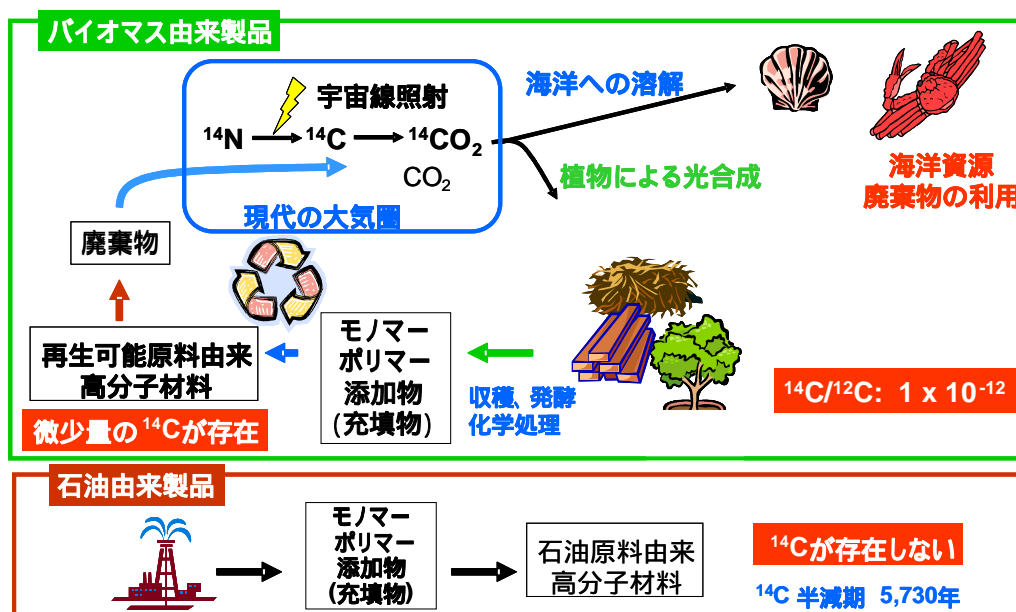 バイオマス由来製品
宇宙線照射
¹⁴N ¹⁴C ¹⁴CO₂
CO₂
現代の大気圏
海洋への溶解
植物による光合成
海洋資源
廃棄物の利用
廃棄物
再生可能原料由来
高分子材料
微少量の ¹⁴Cが存在
モノマー
ポリマー
添加物
(充填物)
収穫、発酵
化学処理
¹⁴C/¹²C: 1 x 10⁻¹²
石油由来製品
モノマー
ポリマー
添加物
(充填物)
石油原料由来
高分子材料
¹⁴Cが存在しない
¹⁴C 半減期 5,730年